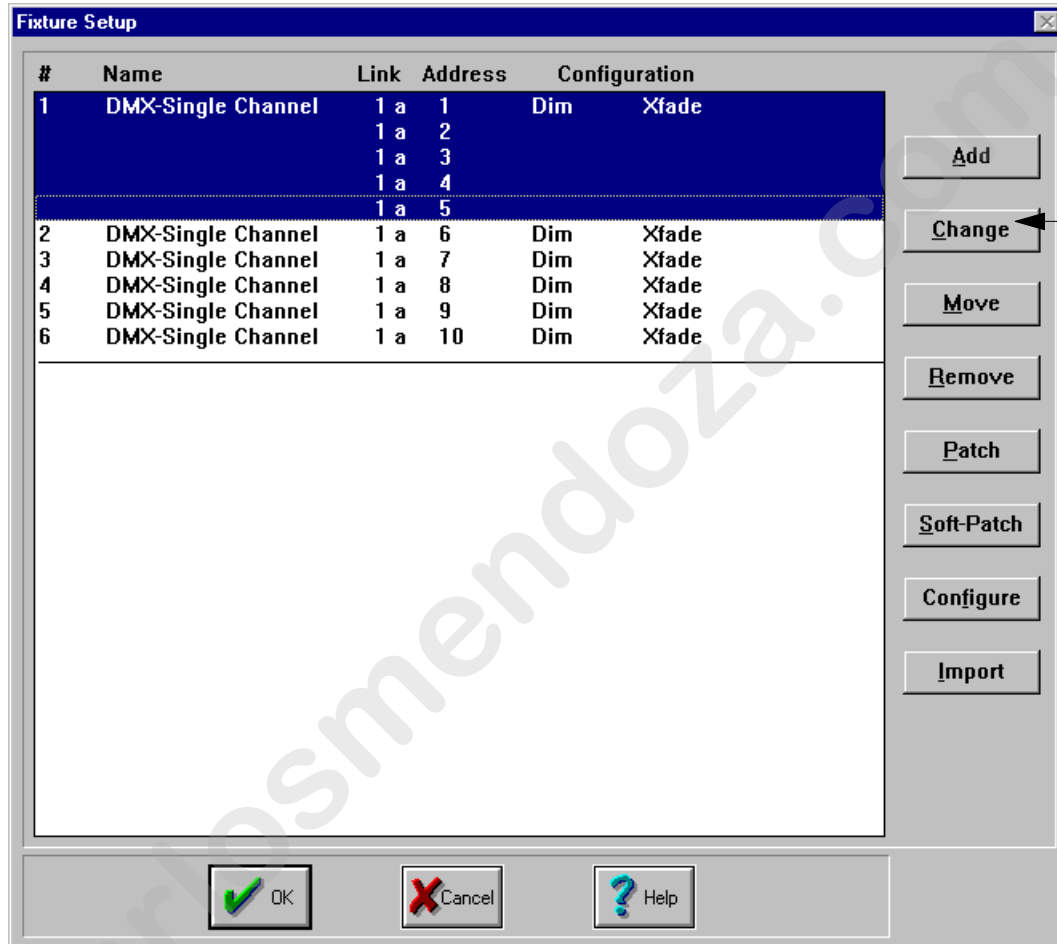 Fixture Setup
# Name Link Address Configuration
1 DMX-Single Channel 1 a 1 Dim Xfade
1 a 2
1 a 3
1 a 4
1 a 5
2 DMX-Single Channel 1 a 6 Dim Xfade
3 DMX-Single Channel 1 a 7 Dim Xfade
4 DMX-Single Channel 1 a 8 Dim Xfade
5 DMX-Single Channel 1 a 9 Dim Xfade
6 DMX-Single Channel 1 a 10 Dim Xfade
Add
Change
Move
Remove
Patch
Soft-Patch
Configure
Import
OK Cancel Help
rlosmendoza.com